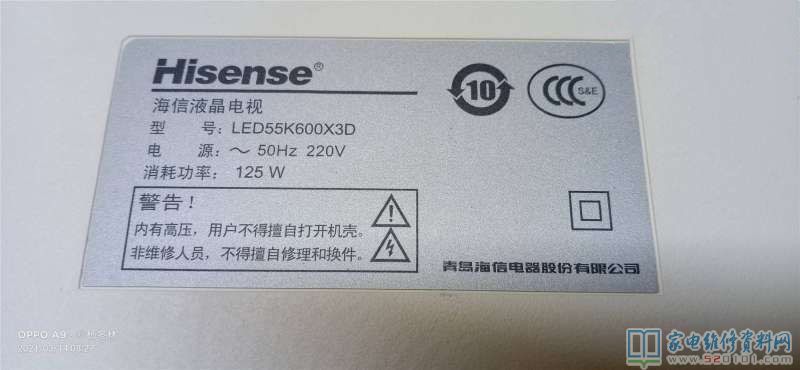 Hisense®
海信液晶电视
型 号：LED55K600X3D
电 源：～ 50Hz 220V
消耗功率：125 W
10
CCC S&E
警告！
内有高压，用户不得擅自打开机壳。
非维修人员，不得擅自修理和换件。
青岛海信电器股份有限公司
OPPO A9
家电维修资料网
www.520101.com